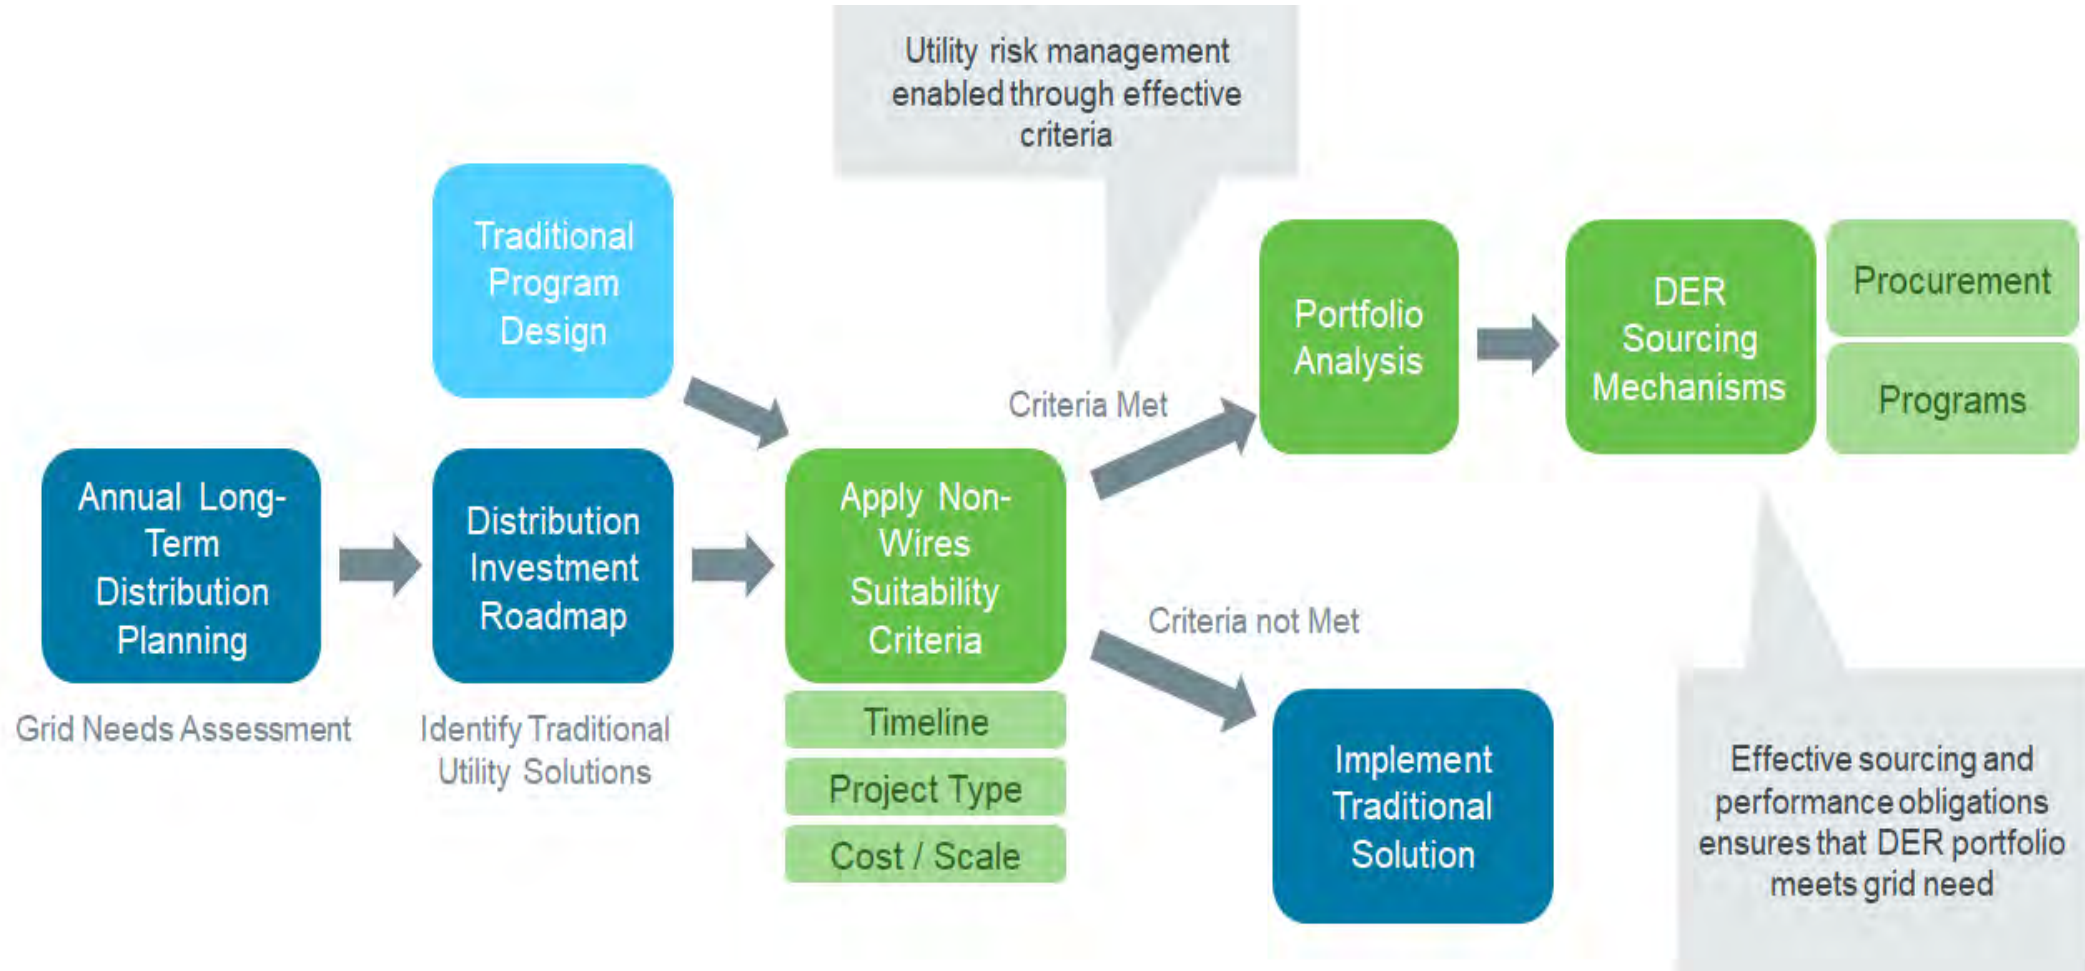 Utility risk management
enabled through effective
criteria
Traditional
Program
Design
Annual Long-
Term
Distribution
Planning
Grid Needs Assessment
Distribution
Investment
Roadmap
Identify Traditional
Utility Solutions
Apply Non-
Wires
Suitability
Criteria
Timeline
Project Type
Cost / Scale
Criteria Met
Portfolio
Analysis
DER
Sourcing
Mechanisms
Procurement
Programs
Criteria not Met
Implement
Traditional
Solution
Effective sourcing and
performance obligations
ensures that DER portfolio
meets grid need